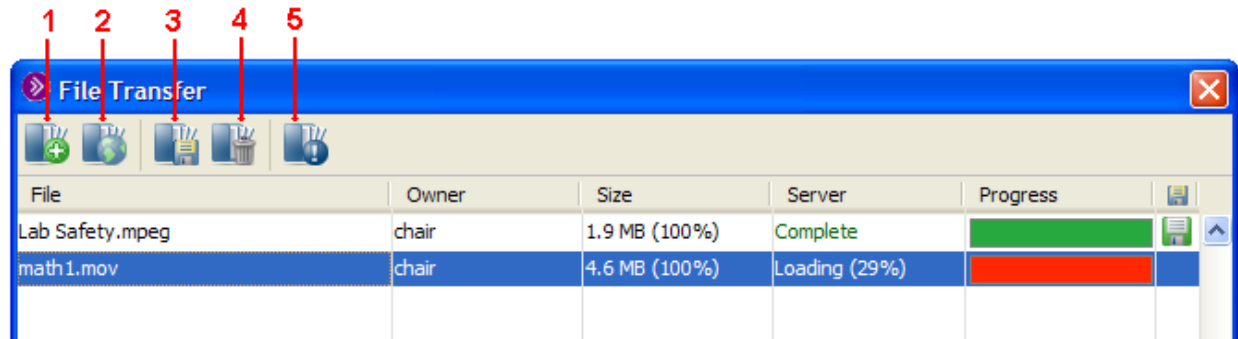 1 2 3 4 5
File Transfer
File Owner Size Server Progress
Lab Safety.mpeg chair 1.9 MB (100%) Complete
math1.mov chair 4.6 MB (100%) Loading (29%)